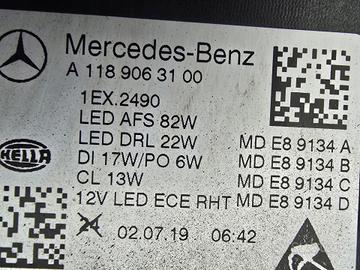 Mercedes-Benz
A 118 906 31 00
1EX.2490
LED AFS 82W
LED DRL 22W MD E8 9134 A
HELLA DI 17W/PO 6W MD E8 9134 B
CL 13W MD E8 9134 C
12V LED ECE RHT MD E8 9134 D
24 02.07.19 06:42